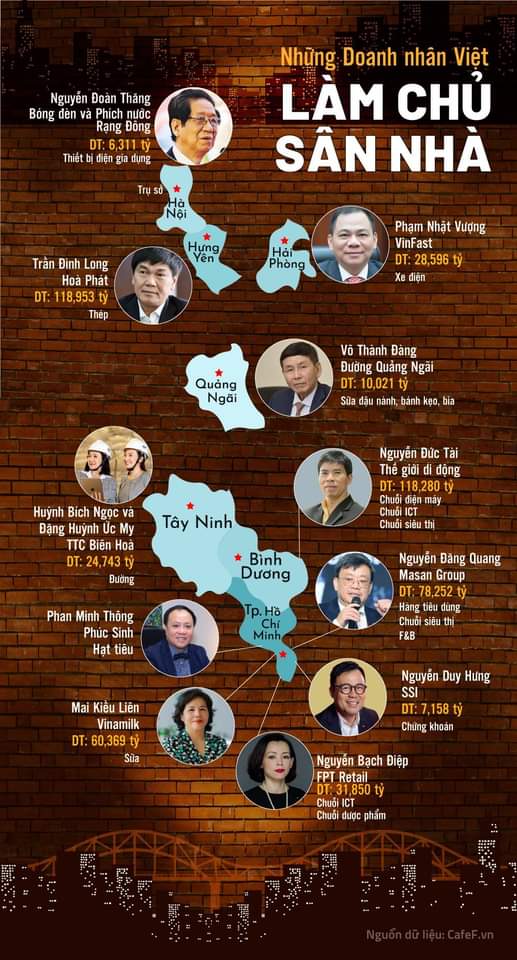 Những Doanh nhân Việt
LÀM CHỦ
SÂN NHÀ
Nguyễn Đoàn Thăng
Bóng đèn và Phích nước
Rạng Đông
DT: 6,311 tỷ
Thiết bị điện gia dụng
Trụ sở
Hà
Nội
Hưng
Yên
Hải
Phòng
Phạm Nhật Vượng
VinFast
DT: 28,596 tỷ
Xe điện
Trần Đình Long
Hoà Phát
DT: 118,953 tỷ
Thép
Võ Thành Đàng
Đường Quảng Ngãi
DT: 10,021 tỷ
Sữa đậu nành, bánh kẹo, bia
Quảng
Ngãi
Nguyễn Đức Tài
Thế giới di động
DT: 118,280 tỷ
Chuỗi điện máy
Chuỗi ICT
Chuỗi siêu thị
Huỳnh Bích Ngọc và
Đặng Huỳnh Ức My
TTC Biên Hoà
DT: 24,743 tỷ
Đường
Tây Ninh
Bình
Dương
Tp. Hồ
Chí
Minh
Nguyễn Đăng Quang
Masan Group
DT: 78,252 tỷ
Hàng tiêu dùng
Chuỗi siêu thị
F&B
Phan Minh Thông
Phúc Sinh
Hạt tiêu
Nguyễn Duy Hưng
SSI
DT: 7,158 tỷ
Chứng khoán
Mai Kiều Liên
Vinamilk
DT: 60,369 tỷ
Sữa
Nguyễn Bạch Điệp
FPT Retail
DT: 31,850 tỷ
Chuỗi ICT
Chuỗi dược phẩm
Nguồn dữ liệu: CafeF.vn